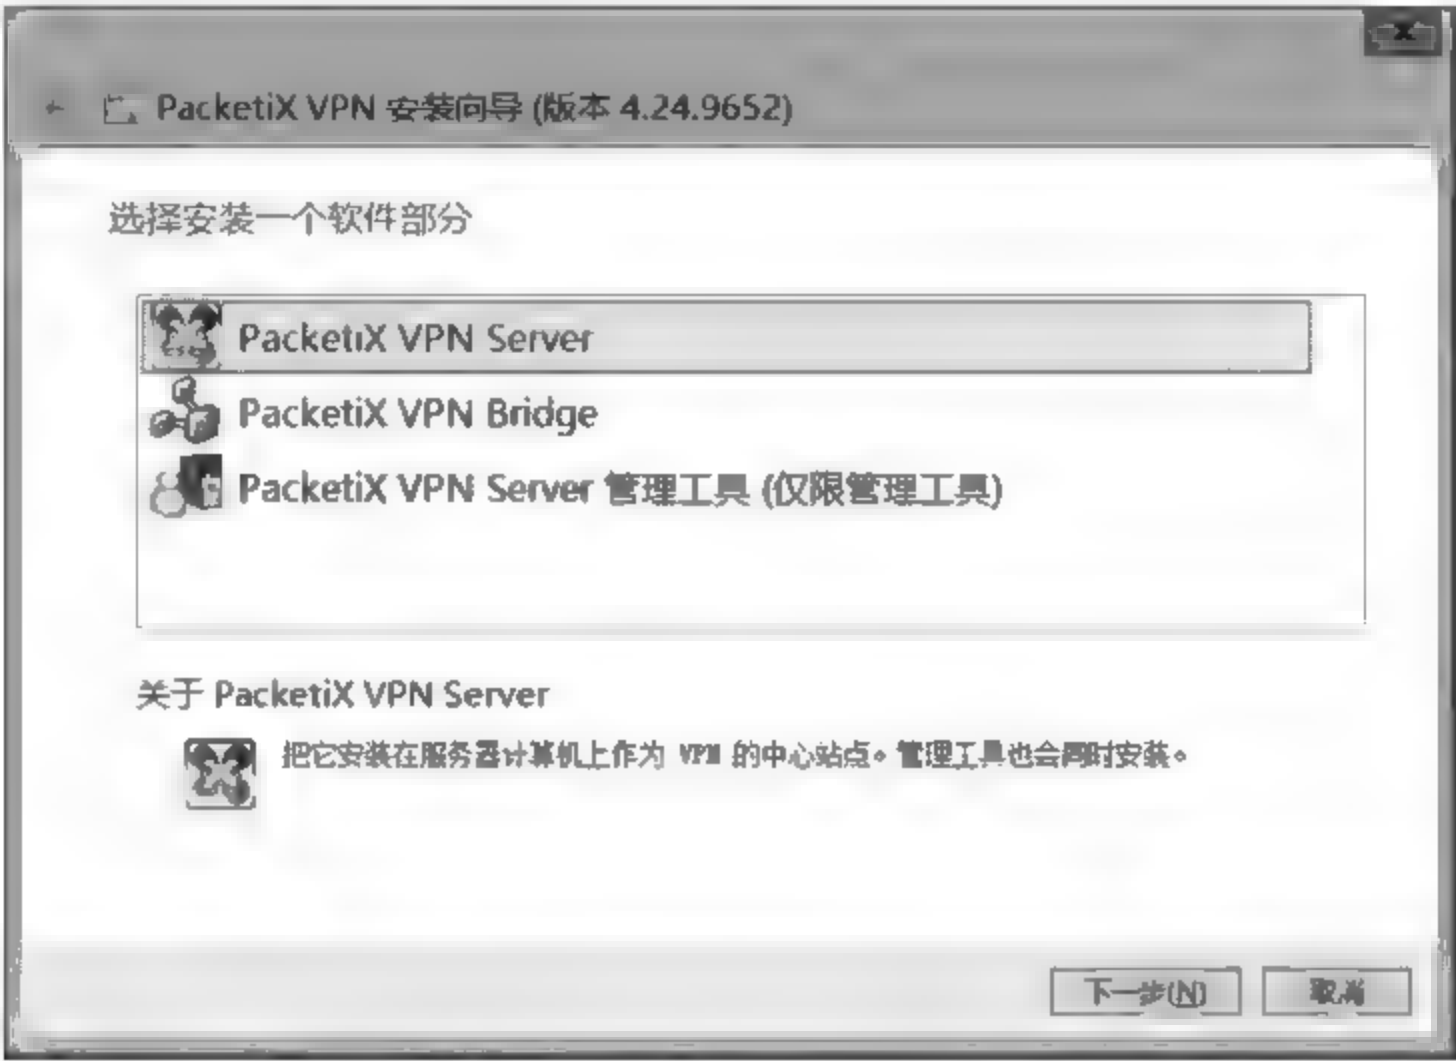 PacketiX VPN 安装向导 (版本 4.24.9652)
选择安装一个软件部分
PacketiX VPN Server
PacketiX VPN Bridge
PacketiX VPN Server 管理工具 (仅限管理工具)
关于 PacketiX VPN Server
把它安装在服务器计算机上作为 VPN 的中心站点。管理工具也会同时安装。
下一步(N)
取消